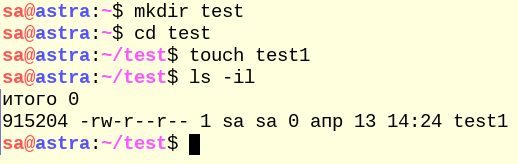 sa@astra:~$ mkdir test
sa@astra:~$ cd test
sa@astra:~/test$ touch test1
sa@astra:~/test$ ls -il
итого 0
915204 -rw-r--r-- 1 sa sa 0 апр 13 14:24 test1
sa@astra:~/test$